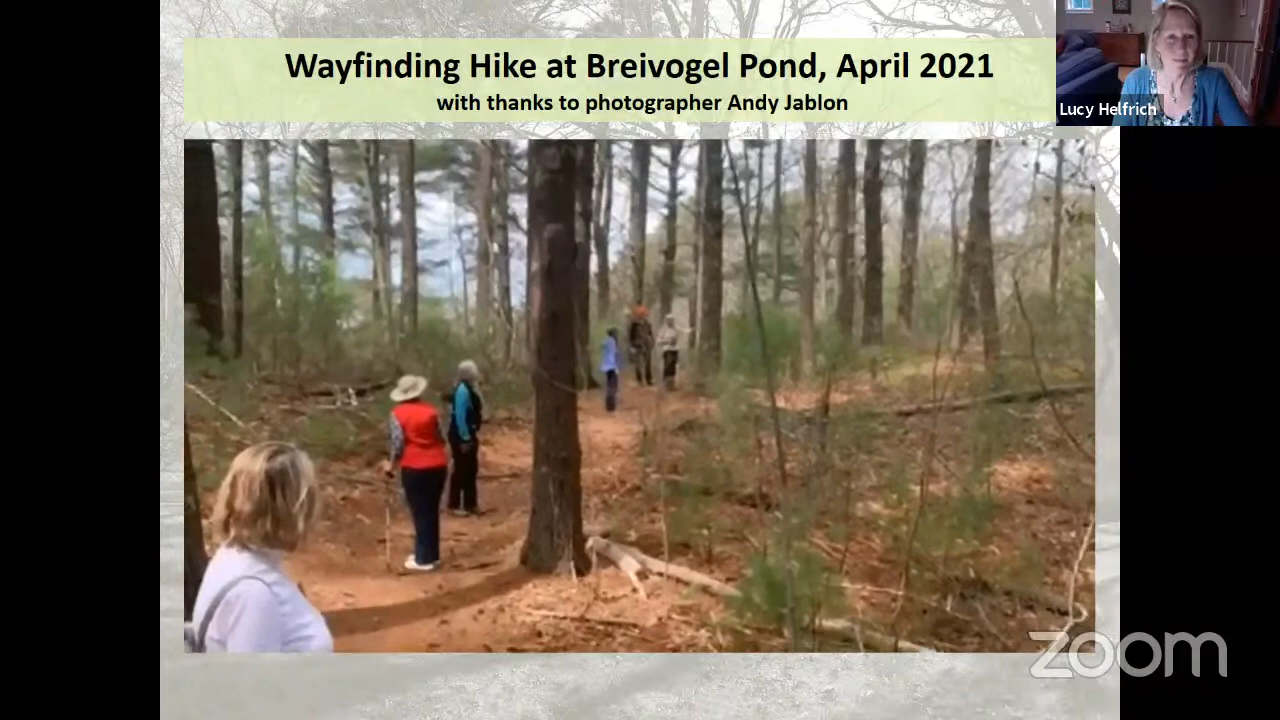 Wayfinding Hike at Breivogel Pond, April 2021
with thanks to photographer Andy Jablon
Lucy Helfrich
zoom